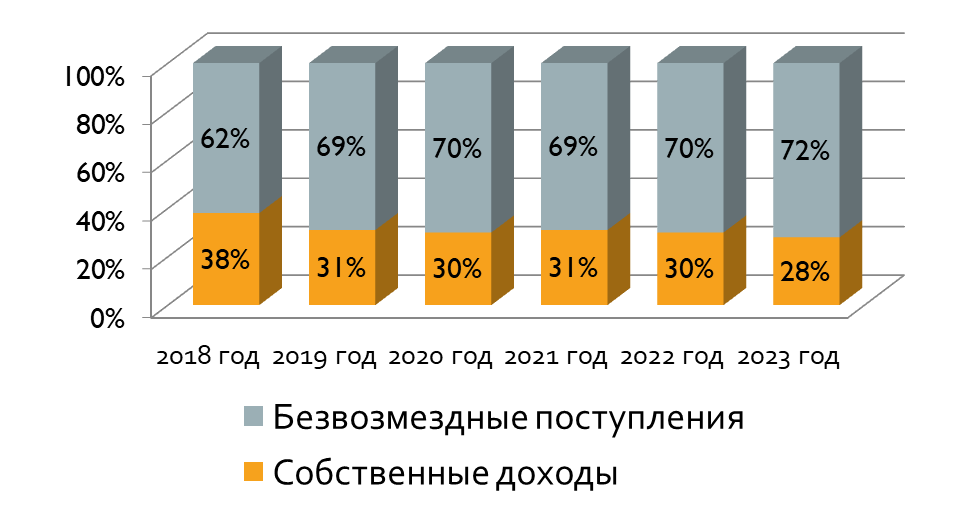 100%
80%
60%
40%
20%
0%
62% 69% 70% 69% 70% 72%
38% 31% 30% 31% 30% 28%
2018 год 2019 год 2020 год 2021 год 2022 год 2023 год
Безвозмездные поступления
Собственные доходы